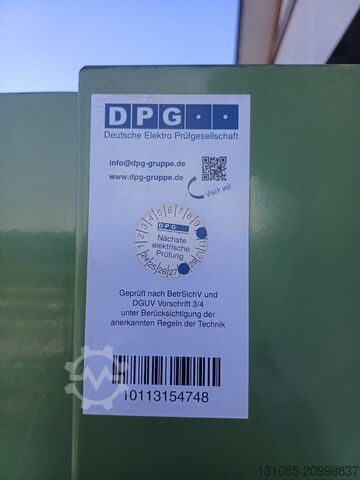 DPG
Deutsche Elektro Prüfgesellschaft
info@dpg-gruppe.de
www.dpg-gruppe.de
Visit us!
1 2 3 4 5 6 7 8 9 11 12
DPG
Nächste
elektrische
Prüfung
24 25 26 27 29
Geprüft nach BetrSichV und
DGUV Vorschrift 3/4
unter Berücksichtigung der
anerkannten Regeln der Technik
10113154748
131085-20998837